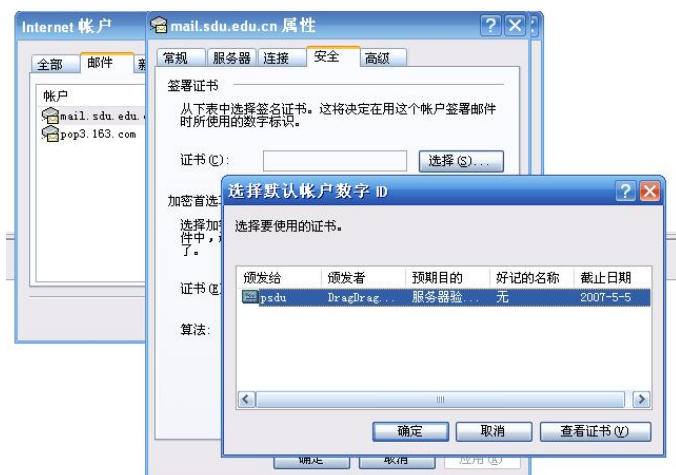 Internet 帐户
mail.sdu.edu.cn 属性
全部 邮件
常规 服务器 连接 安全 高级
帐户
mail.sdu.edu.
pop3.163.com
签署证书
从下表中选择签名证书。这将决定在用这个帐户签署邮件
时所使用的数字标识。
证书(C):
选择(S)...
加密首选
选择加
件中，
了。
证书(E)
算法:
选择默认帐户数字 ID
选择要使用的证书。
颁发给 颁发者 预期目的 好记的名称 截止日期
psdu DragDrag... 服务器验... 无 2007-5-5
确定 取消 查看证书(V)
确定 取消 应用(A)